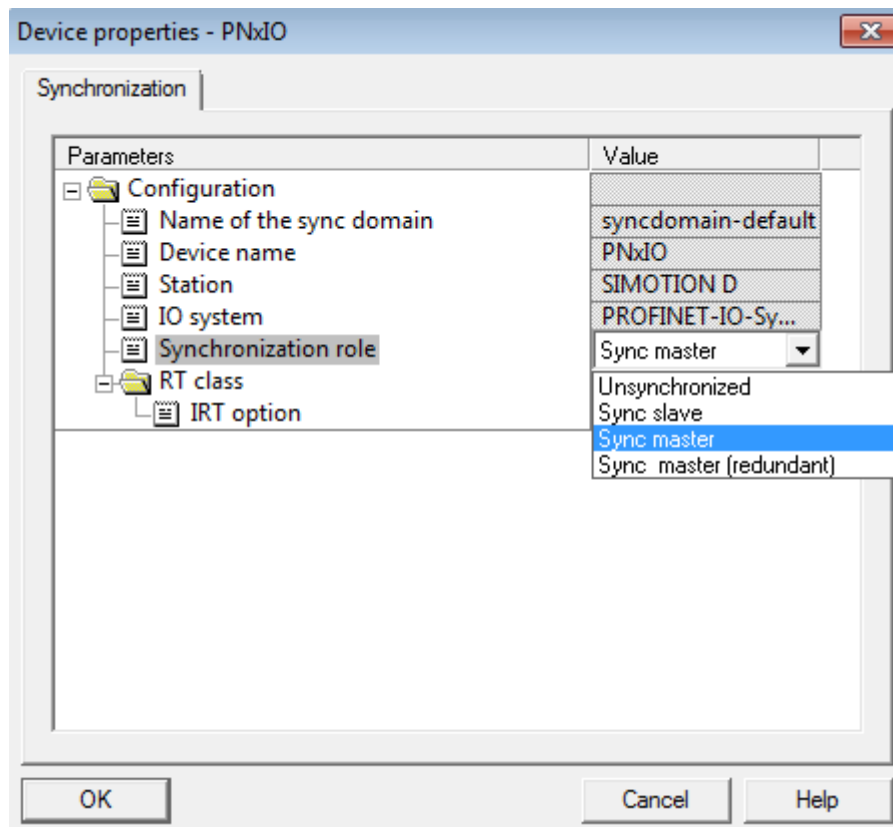 Device properties - PNxIO
Synchronization
Parameters Value
Configuration
Name of the sync domain syncdomain-default
Device name PNxIO
Station SIMOTION D
IO system PROFINET-IO-Sy...
Synchronization role Sync master
RT class Unsynchronized
IRT option Sync slave
Sync master
Sync master (redundant)
OK Cancel Help